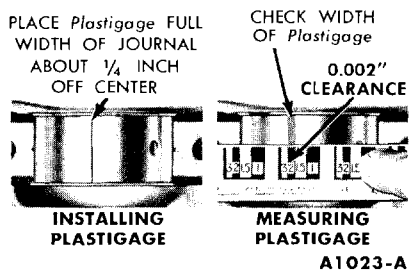 PLACE Plastigage FULL
WIDTH OF JOURNAL
ABOUT 1/4 INCH
OFF CENTER
CHECK WIDTH
OF Plastigage
0.002"
CLEARANCE
INSTALLING
PLASTIGAGE
MEASURING
PLASTIGAGE
A1023-A